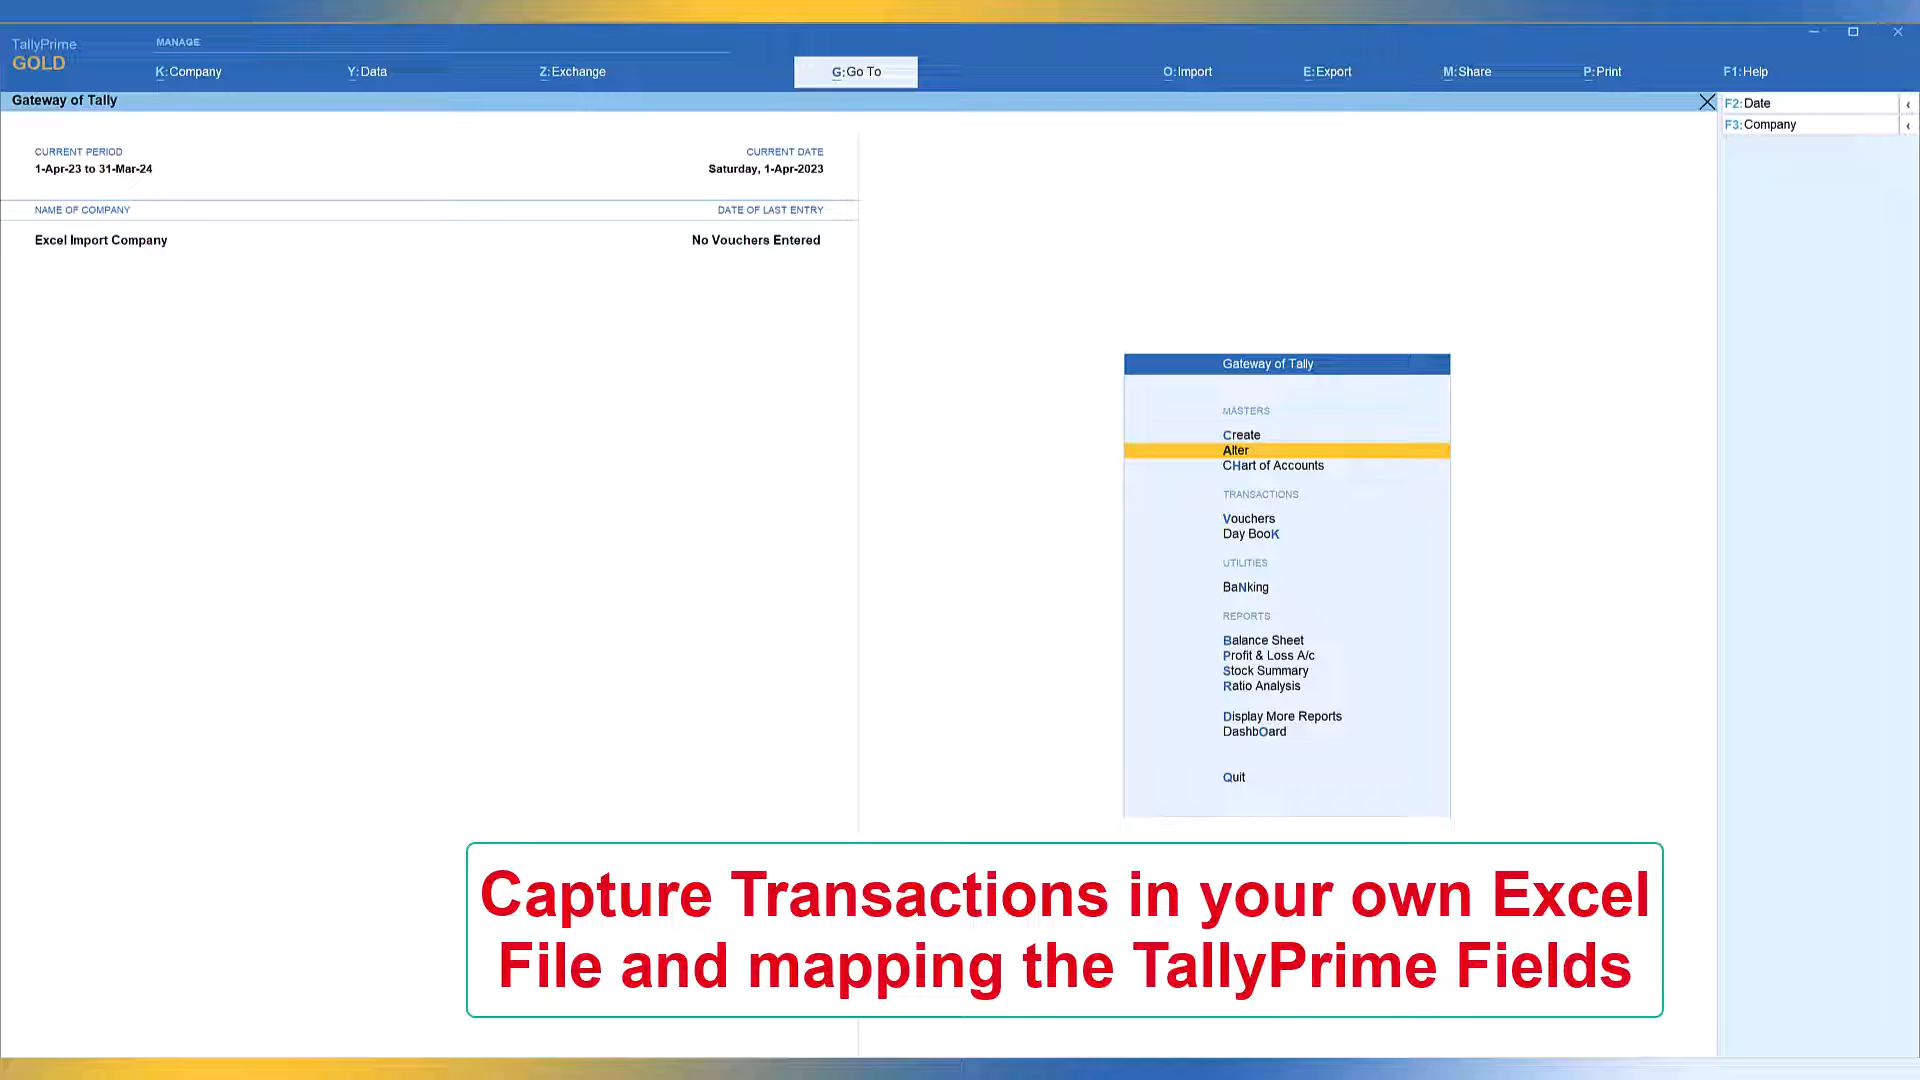 TallyPrime
GOLD
MANAGE
K:Company
Y:Data
Z:Exchange
G:Go To
O:Import
E:Export
M:Share
P:Print
F1:Help
Gateway of Tally
F2:Date
F3:Company
CURRENT PERIOD
CURRENT DATE
1-Apr-23 to 31-Mar-24
Saturday, 1-Apr-2023
NAME OF COMPANY
DATE OF LAST ENTRY
Excel Import Company
No Vouchers Entered
Gateway of Tally
MASTERS
Create
Alter
CHart of Accounts
TRANSACTIONS
Vouchers
Day BooK
UTILITIES
BaNking
REPORTS
Balance Sheet
Profit & Loss A/c
Stock Summary
Ratio Analysis
Display More Reports
DashbOard
Quit
Capture Transactions in your own Excel
File and mapping the TallyPrime Fields